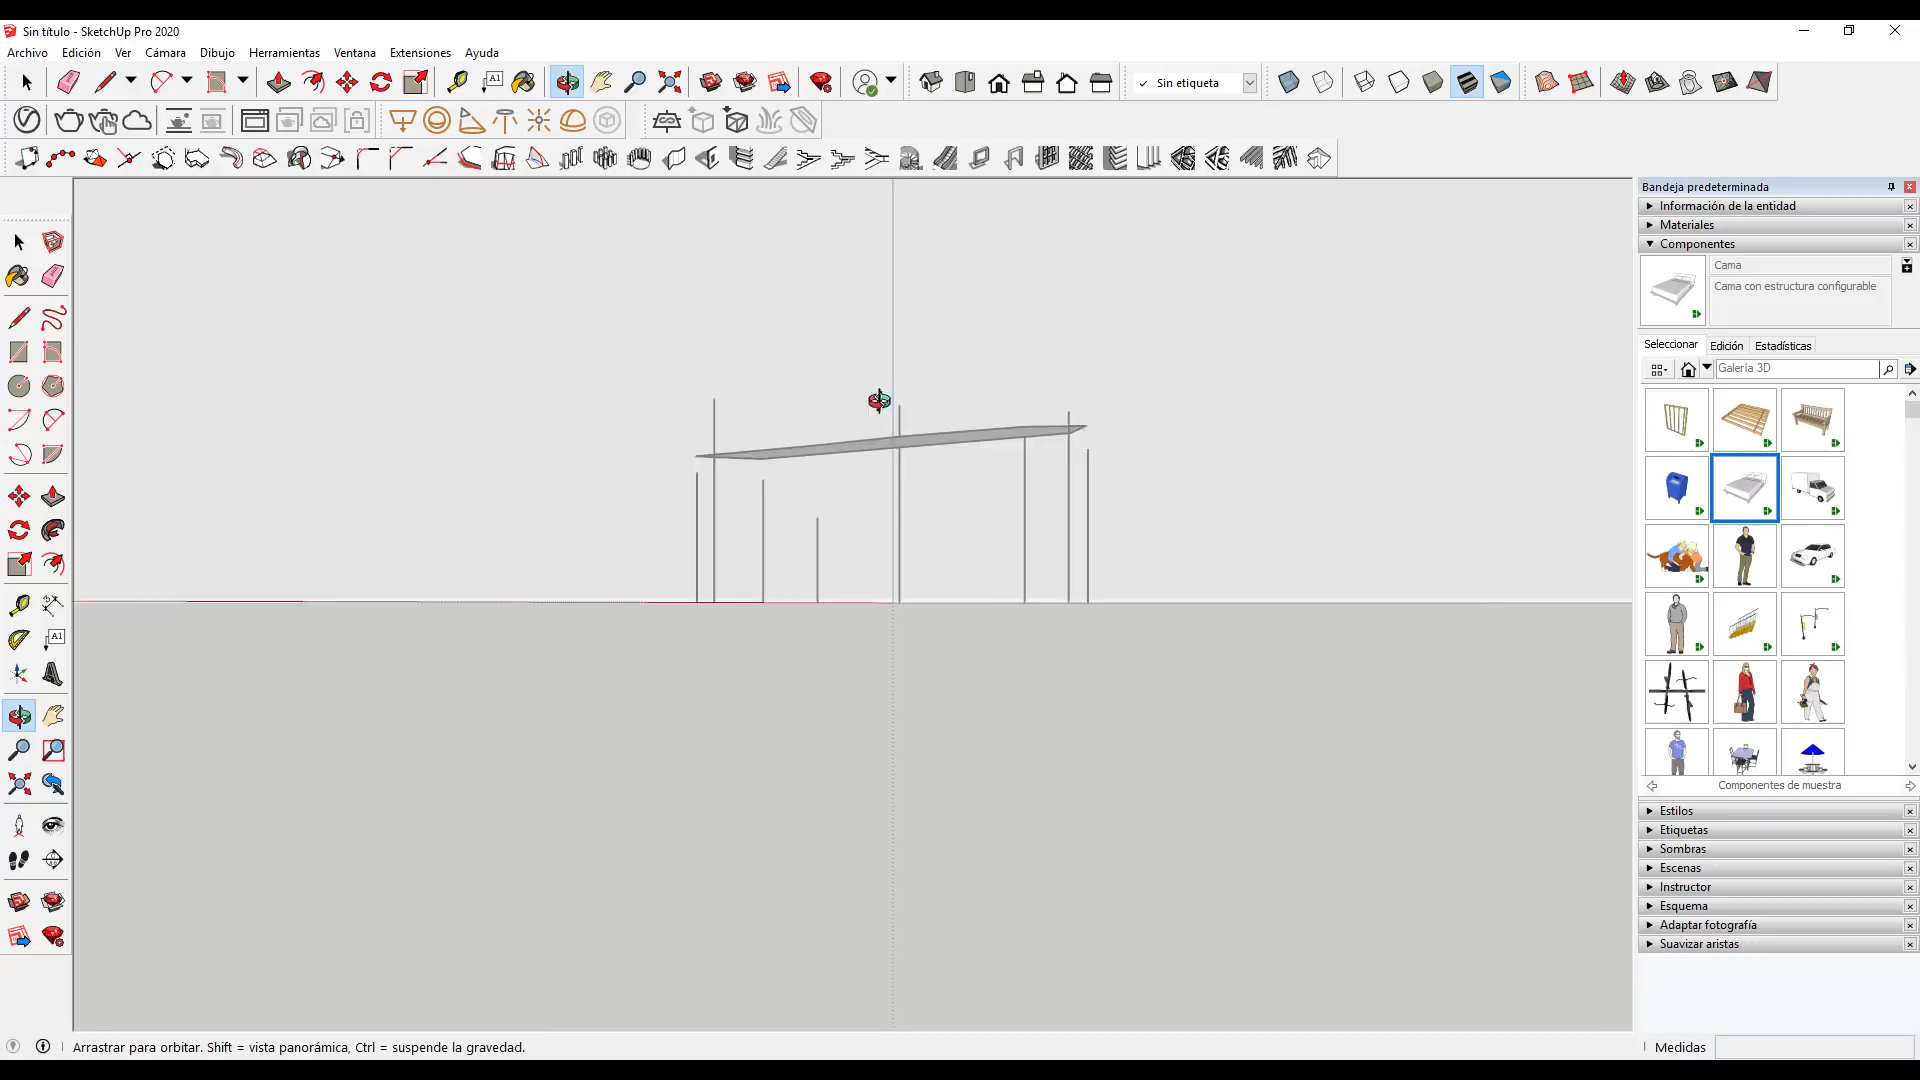 Sin título - SketchUp Pro 2020
Archivo Edición Ver Cámara Dibujo Herramientas Ventana Extensiones Ayuda
A1
Sin etiqueta
Bandeja predeterminada
Información de la entidad
Materiales
Componentes
Cama
Cama con estructura configurable
Seleccionar Edición Estadísticas
Galería 3D
A1
Componentes de muestra
Estilos
Etiquetas
Sombras
Escenas
Instructor
Esquema
Adaptar fotografía
Suavizar aristas
Arrastrar para orbitar. Shift = vista panorámica, Ctrl = suspende la gravedad.
Medidas